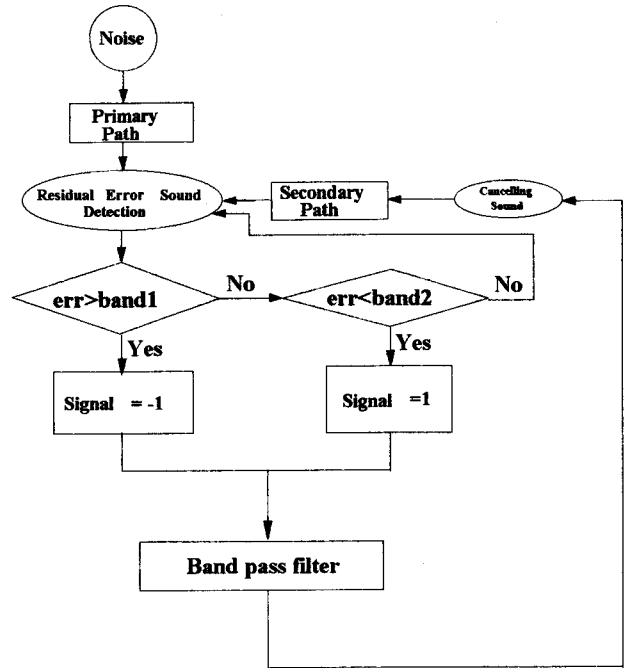 Noise
Primary
Path
Residual Error Sound
Detection
Secondary
Path
Cancelling
Sound
err>band1
No
err<band2
No
Yes
Yes
Signal = -1
Signal =1
Band pass filter